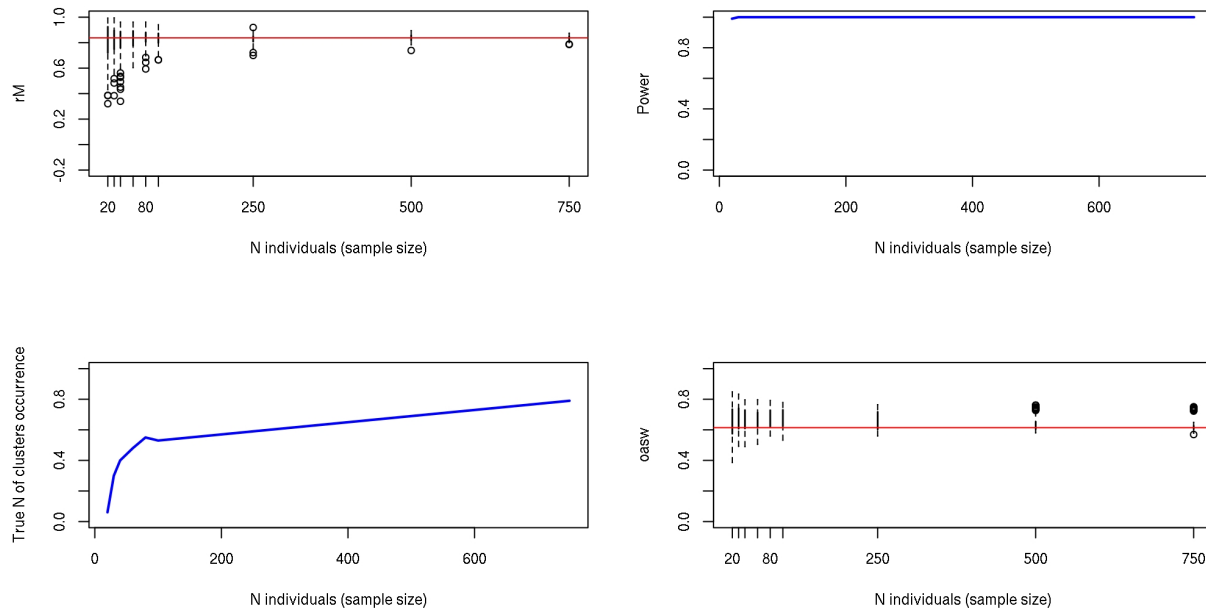 rM
-0.2 0.2 0.6 1.0
20 80 250 500 750
N individuals (sample size)
Power
0.0 0.4 0.8
0 200 400 600
N individuals (sample size)
True N of clusters occurrence
0.0 0.4 0.8
0 200 400 600
N individuals (sample size)
oasw
0.0 0.4 0.8
20 80 250 500 750
N individuals (sample size)